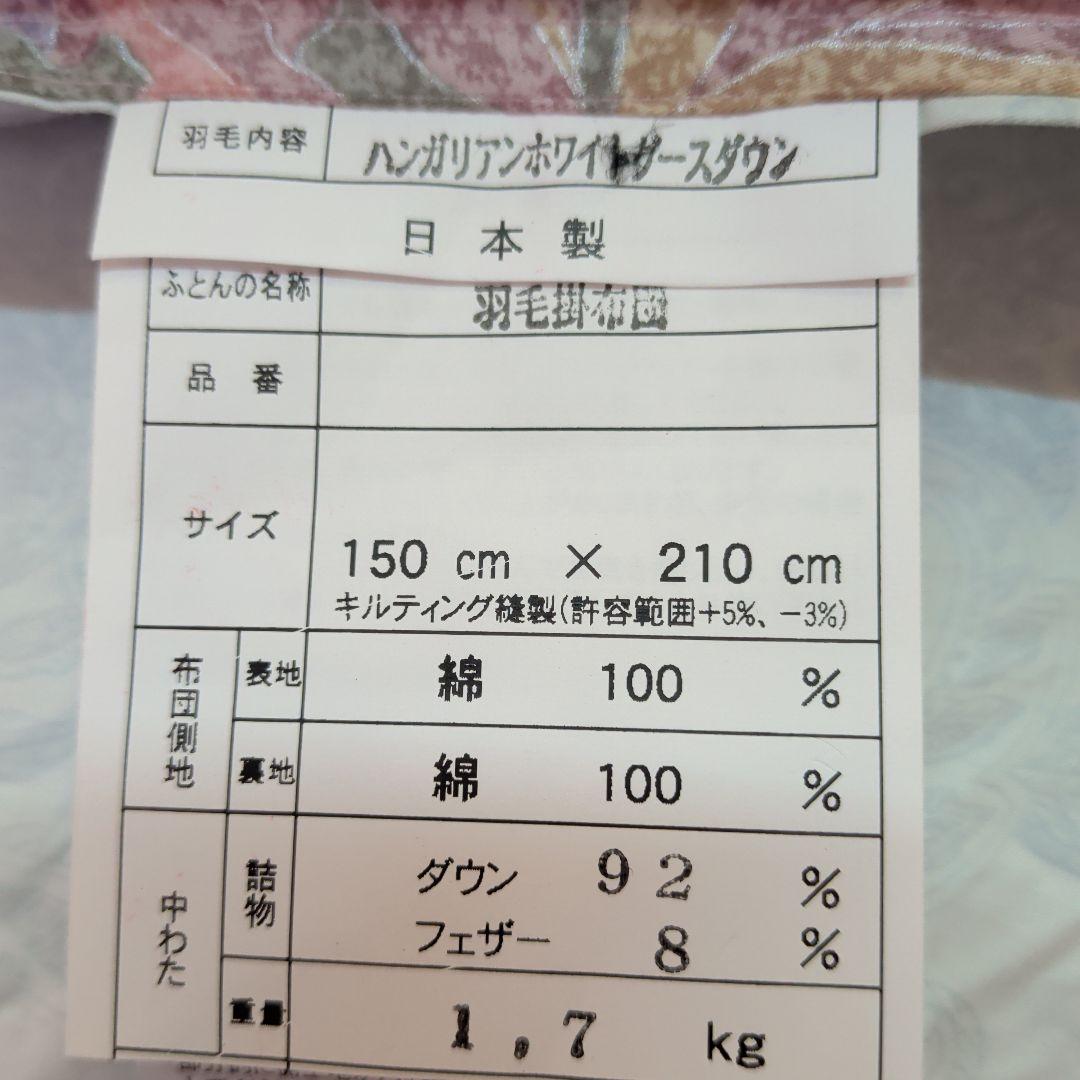 羽毛内容 ハンガリアンホワイトグースダウン
日本製
ふとんの名称 羽毛掛布団
品番
サイズ 150 cm × 210 cm
キルティング縫製(許容範囲+5%、-3%)
布団側地 表地 綿 100 %
裏地 綿 100 %
中わた 詰物 ダウン 92 %
フェザー 8 %
重量 1.7 kg